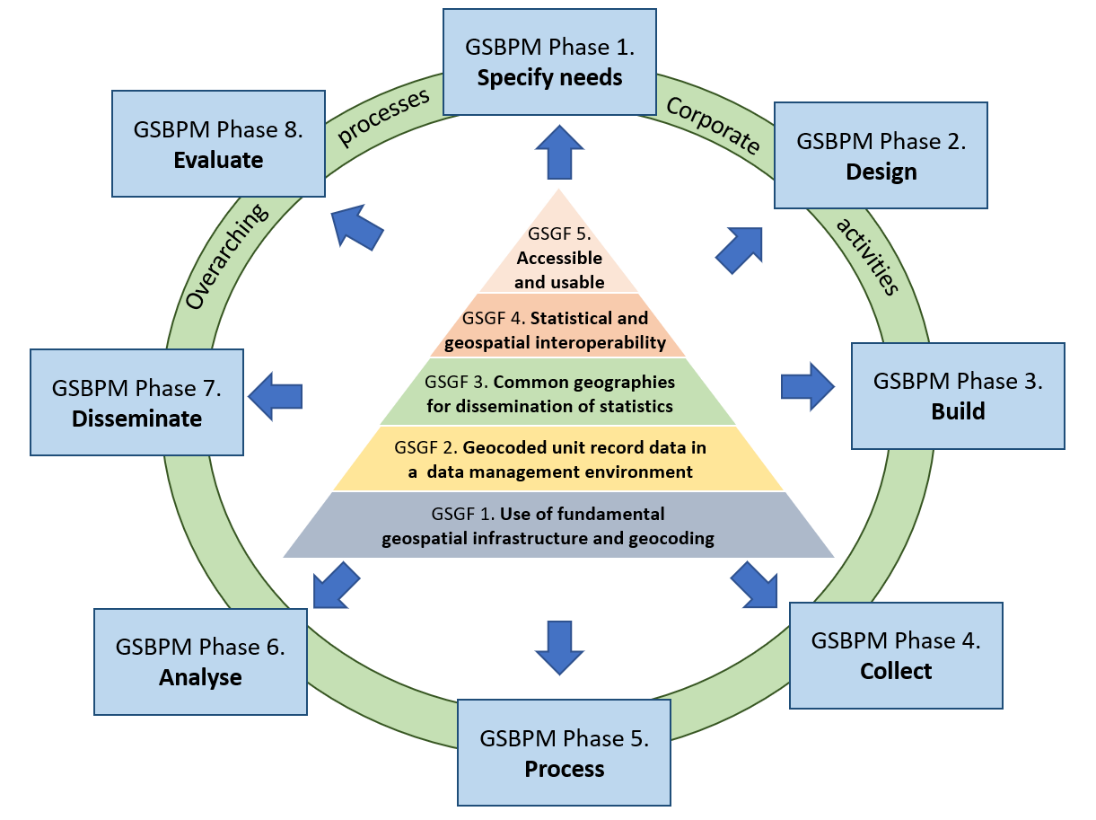 GSBPM Phase 1.
Specify needs
Corporate
GSBPM Phase 2.
Design
activities
GSBPM Phase 3.
Build
GSBPM Phase 4.
Collect
GSBPM Phase 5.
Process
GSBPM Phase 6.
Analyse
GSBPM Phase 7.
Disseminate
Overarching
GSBPM Phase 8.
Evaluate
processes
GSGF 5.
Accessible
and usable
GSGF 4. Statistical and
geospatial interoperability
GSGF 3. Common geographies
for dissemination of statistics
GSGF 2. Geocoded unit record data in
a data management environment
GSGF 1. Use of fundamental
geospatial infrastructure and geocoding